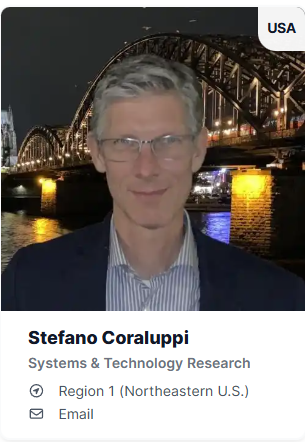 USA
Stefano Coraluppi
Systems & Technology Research
Region 1 (Northeastern U.S.)
Email